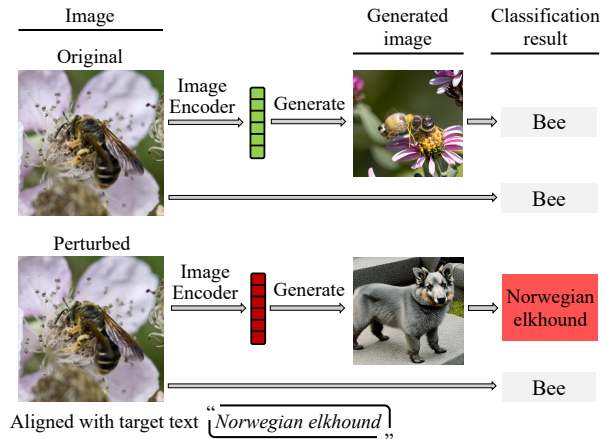 Image
Generated
image
Classification
result
Original
Image
Encoder
Generate
Bee
Bee
Perturbed
Image
Encoder
Generate
Norwegian
elkhound
Bee
Aligned with target text “Norwegian elkhound”